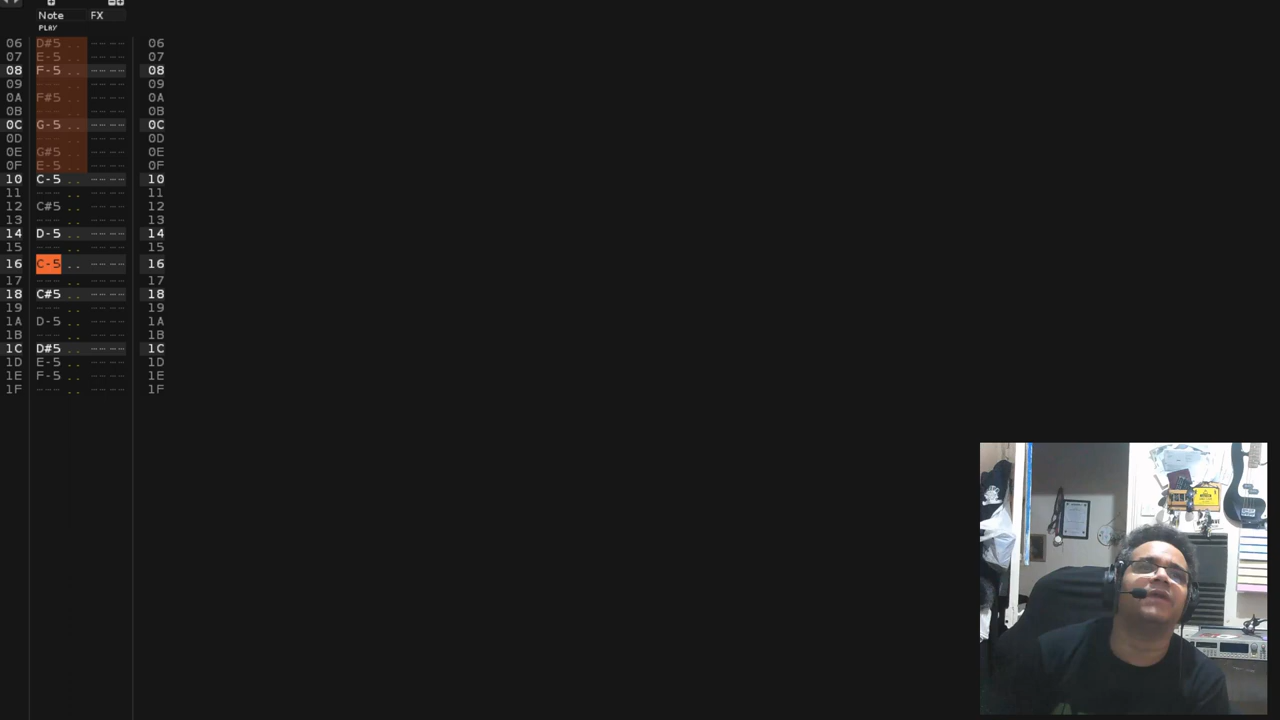 Note FX
PLAY
06 D#5 .. ---- ---- 06
07 E-5 .. ---- ---- 07
08 F-5 .. ---- ---- 08
09 --- .. ---- ---- 09
0A F#5 .. ---- ---- 0A
0B --- .. ---- ---- 0B
0C G-5 .. ---- ---- 0C
0D --- .. ---- ---- 0D
0E G#5 .. ---- ---- 0E
0F E-5 .. ---- ---- 0F
10 C-5 .. ---- ---- 10
11 --- .. ---- ---- 11
12 C#5 .. ---- ---- 12
13 --- .. ---- ---- 13
14 D-5 .. ---- ---- 14
15 --- .. ---- ---- 15
16 C-5 .. ---- ---- 16
17 --- .. ---- ---- 17
18 C#5 .. ---- ---- 18
19 --- .. ---- ---- 19
1A D-5 .. ---- ---- 1A
1B --- .. ---- ---- 1B
1C D#5 .. ---- ---- 1C
1D E-5 .. ---- ---- 1D
1E F-5 .. ---- ---- 1E
1F --- .. ---- ---- 1F